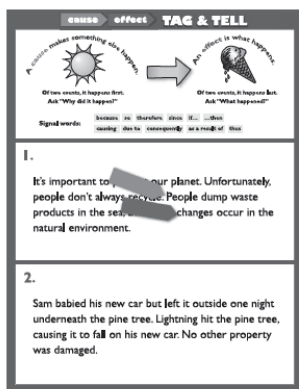 cause effect TAG & TELL
A cause makes something else happen.
An effect is what happens.
Of two events, it happens first.
Ask "Why did it happen?"
Of two events, it happens last.
Ask "What happened?"
Signal words: because so therefore since if... ...then
causing due to consequently as a result of thus
1.
It's important to our planet. Unfortunately,
people don't always recycle. People dump waste
products in the sea, changes occur in the
natural environment.
2.
Sam babied his new car but left it outside one night
underneath the pine tree. Lightning hit the pine tree,
causing it to fall on his new car. No other property
was damaged.